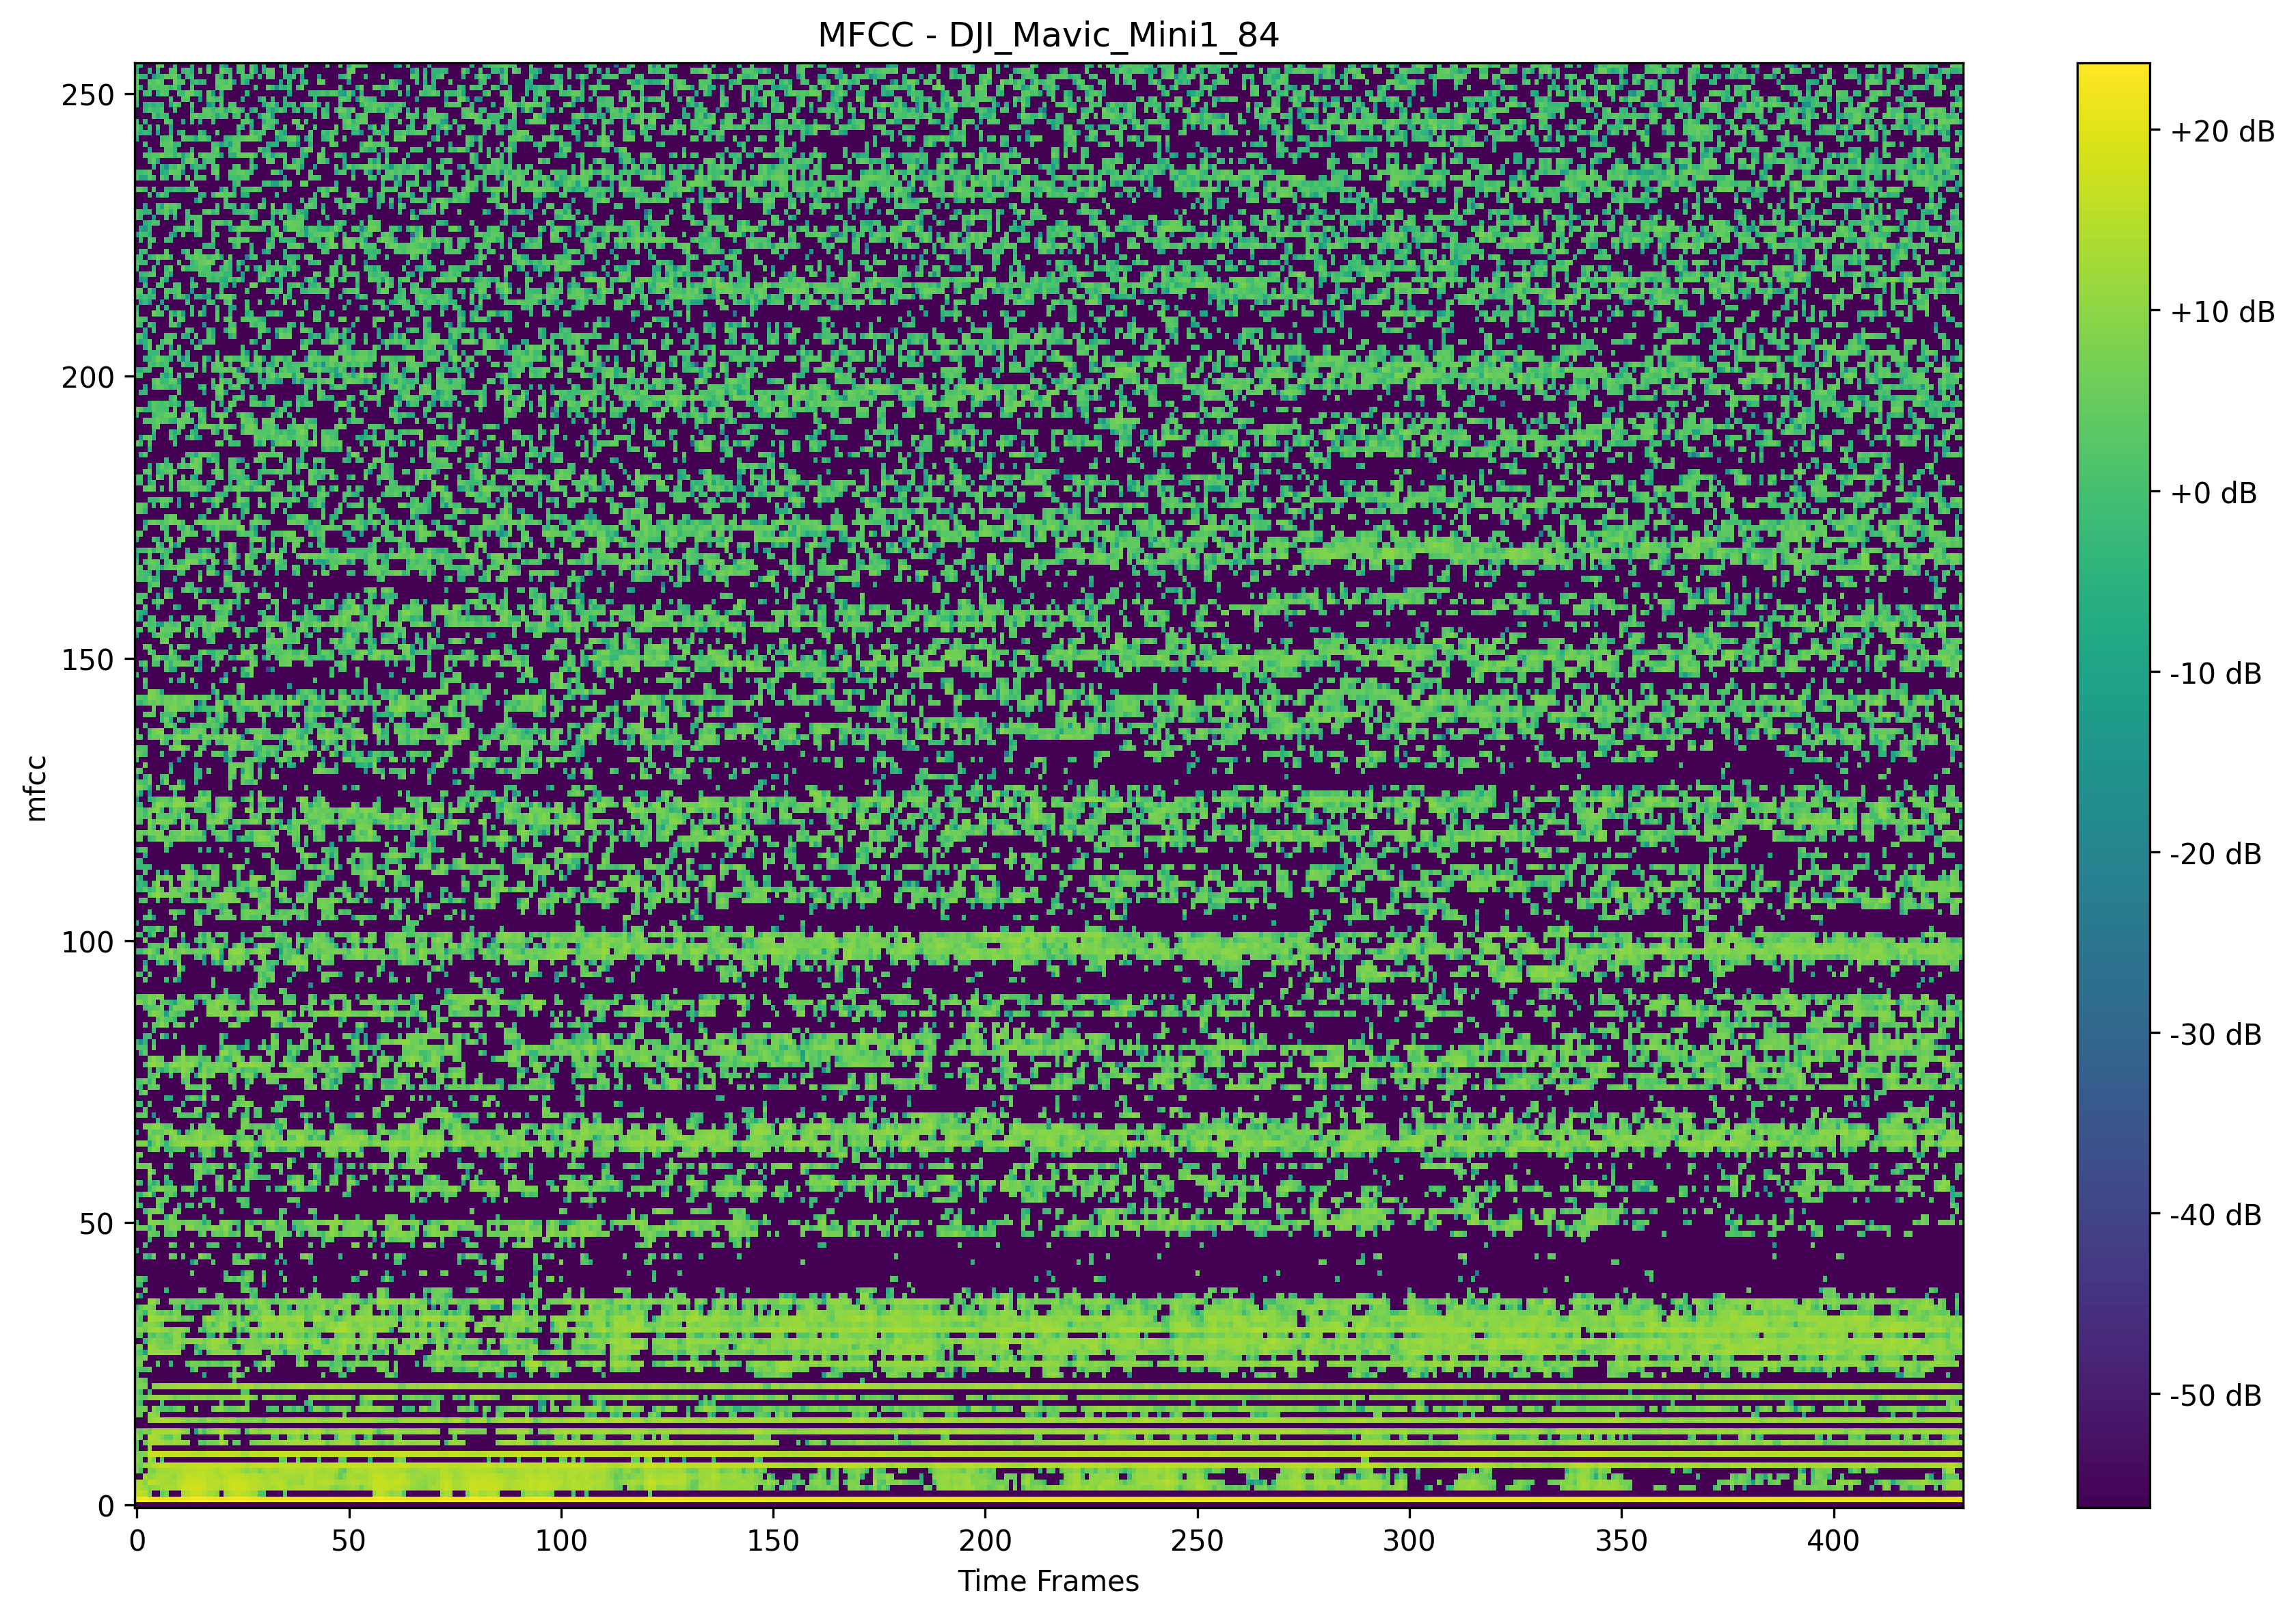 MFCC - DJI_Mavic_Mini1_84
250
200
150
100
50
0
mfcc
0 50 100 150 200 250 300 350 400
Time Frames
+20 dB
+10 dB
+0 dB
-10 dB
-20 dB
-30 dB
-40 dB
-50 dB